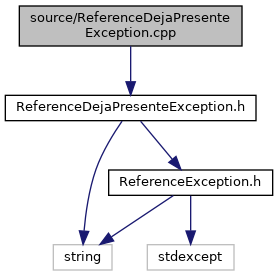 source/ReferenceDejaPresente
Exception.cpp
ReferenceDejaPresenteException.h
ReferenceException.h
string
stdexcept